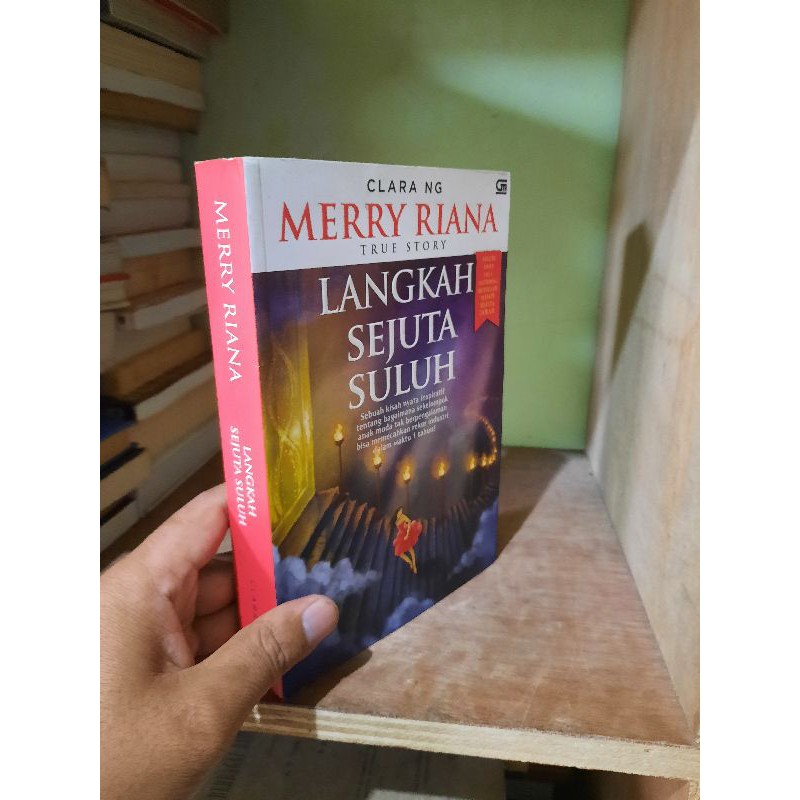 MERRY RIANA
LANGKAH
SEJUTA SULUH
CLARA NG
GM
MERRY RIANA
TRUE STORY
LANGKAH
SEJUTA
SULUH
Sebuah kisah nyata inspiratif
tentang bagaimana sekelompok
anak muda tak berpengalaman
bisa memecahkan rekor industri
dalam waktu 1 tahun!